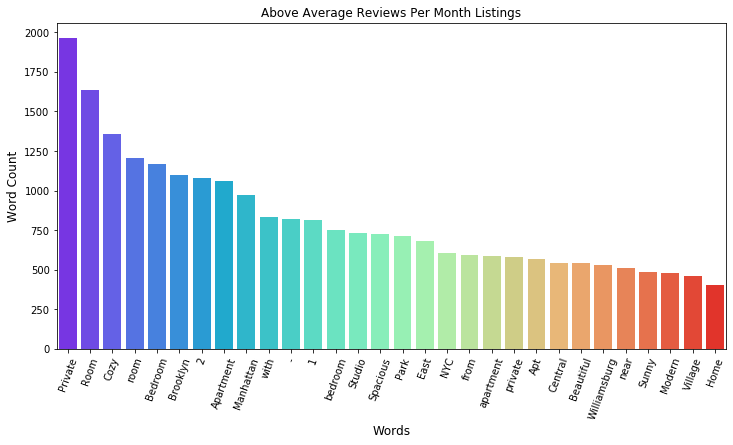 Above Average Reviews Per Month Listings
Word Count
2000
1750
1500
1250
1000
750
500
250
0
Private
Room
Cozy
room
Bedroom
Brooklyn
2
Apartment
Manhattan
with
-
1
bedroom
Studio
Spacious
Park
East
NYC
from
apartment
private
Apt
Central
Beautiful
Williamsburg
near
Sunny
Modern
Village
Home
Words